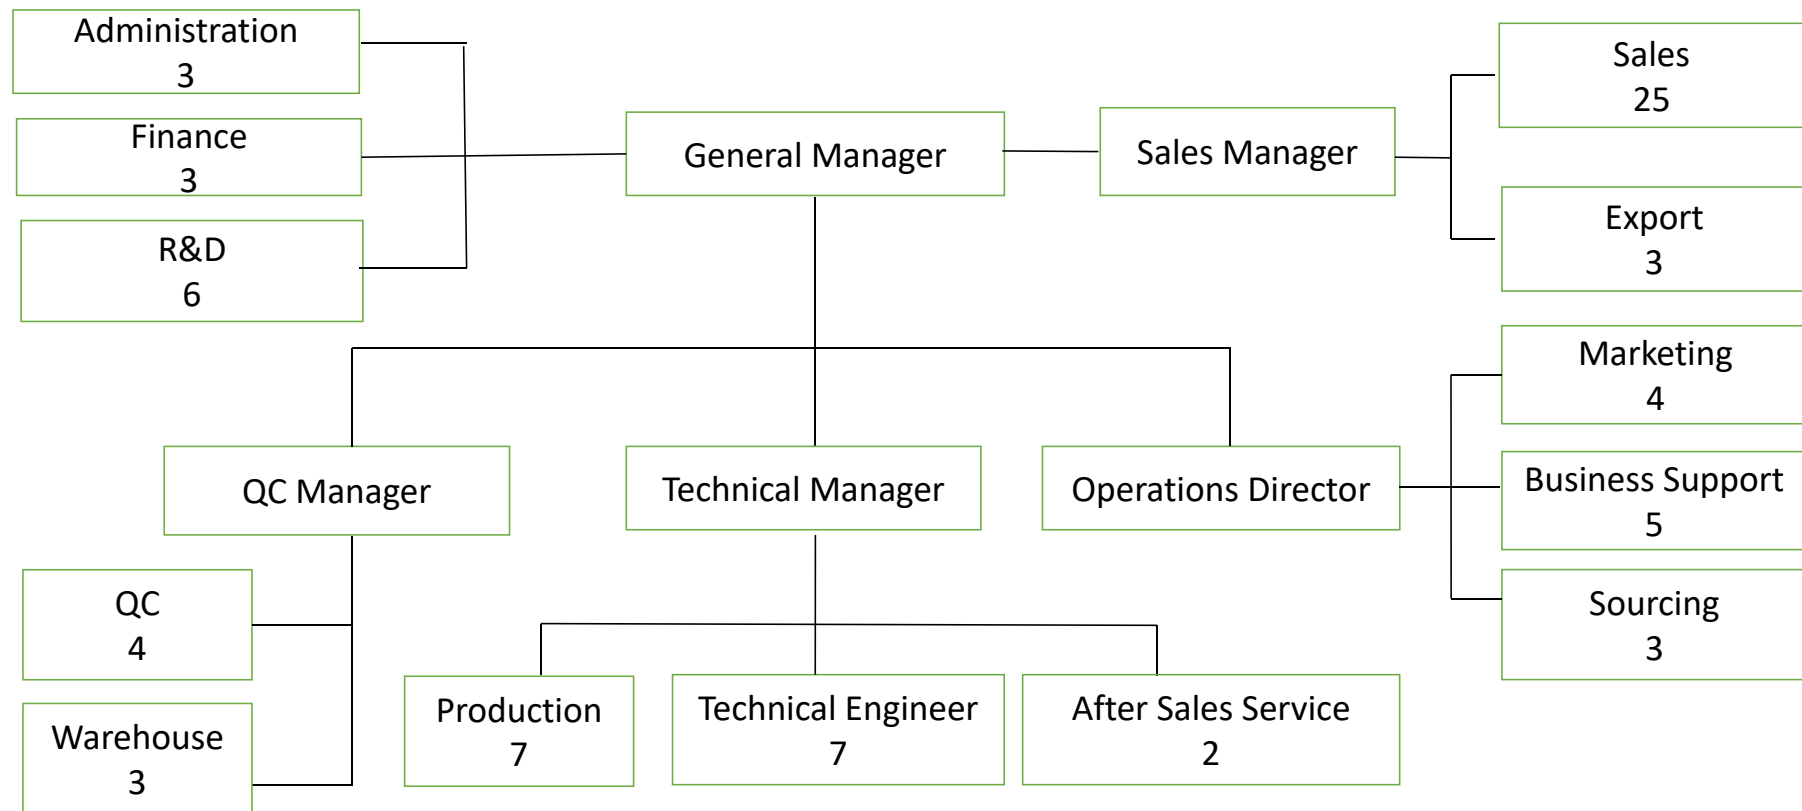 Administration
3
Finance
3
R&D
6
General Manager
Sales Manager
Sales
25
Export
3
Marketing
4
Business Support
5
Sourcing
3
QC Manager
Technical Manager
Operations Director
QC
4
Warehouse
3
Production
7
Technical Engineer
7
After Sales Service
2